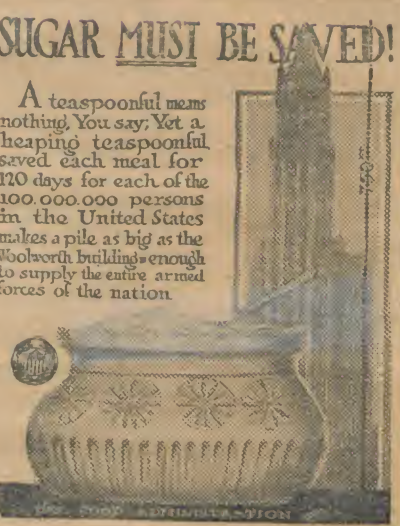 SUGAR MUST BE SAVED!
A teaspoonful means
nothing, You say; Yet a
heaping teaspoonful
saved each meal for
120 days for each of the
100.000.000 persons
in the United States
makes a pile as big as the
Woolworth building=enough
to supply the entire armed
forces of the nation
FOOD ADMINISTRATION